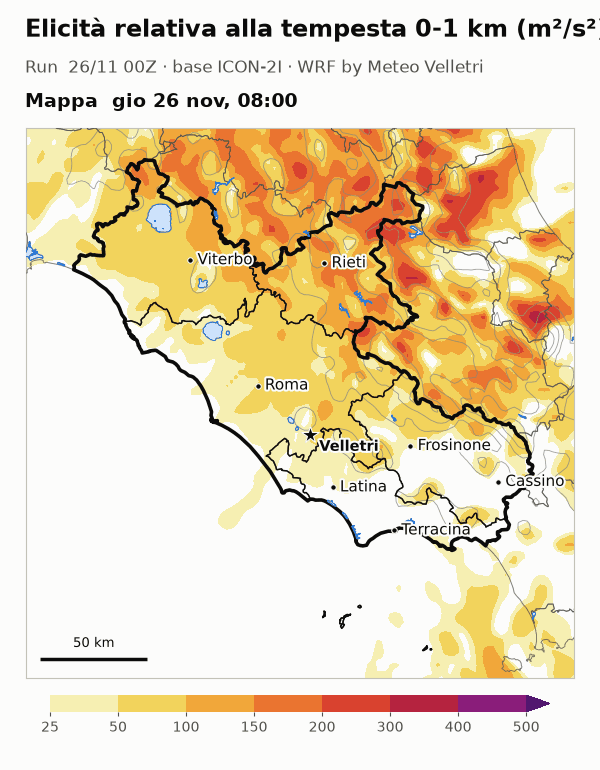 Elicità relativa alla tempesta 0-1 km (m²/s²)
Run  26/11 00Z · base ICON-2I · WRF by Meteo Velletri
Mappa  gio 26 nov, 08:00
Viterbo
Rieti
Roma
Velletri
Frosinone
Cassino
Latina
Terracina
50 km
25 50 100 150 200 300 400 500